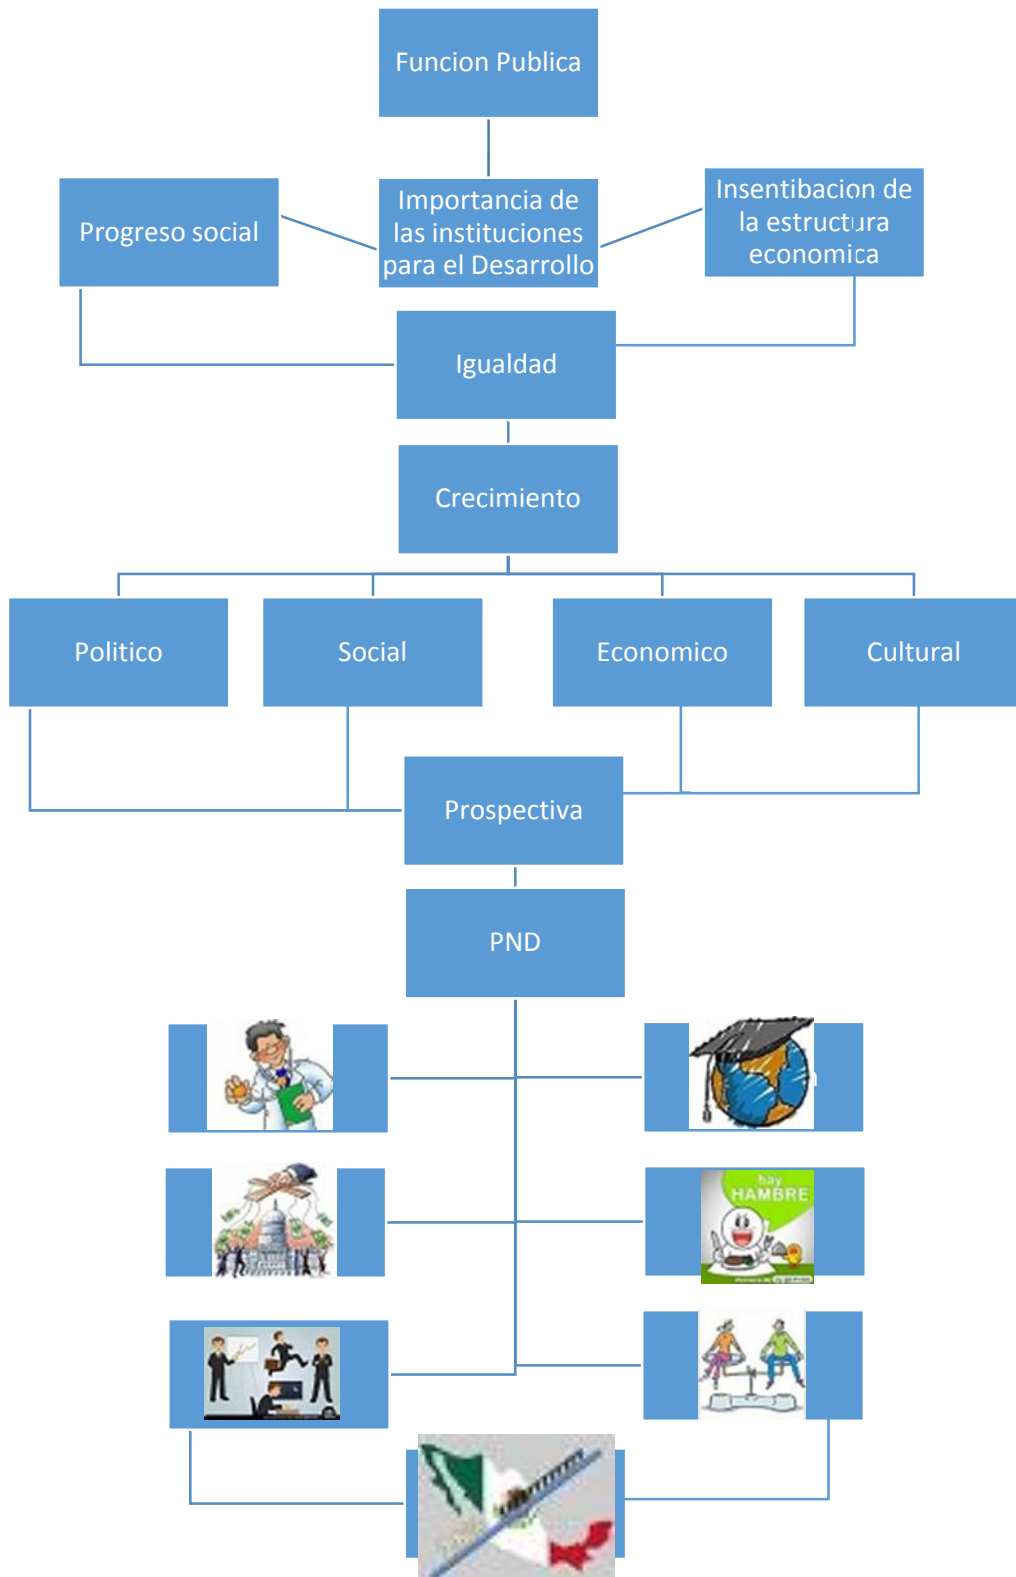 Funcion Publica
Progreso social
Importancia de
las instituciones
para el Desarrollo
Insentibacion de
la estructura
economica
Igualdad
Crecimiento
Politico
Social
Economico
Cultural
Prospectiva
PND
hay
HAMBRE